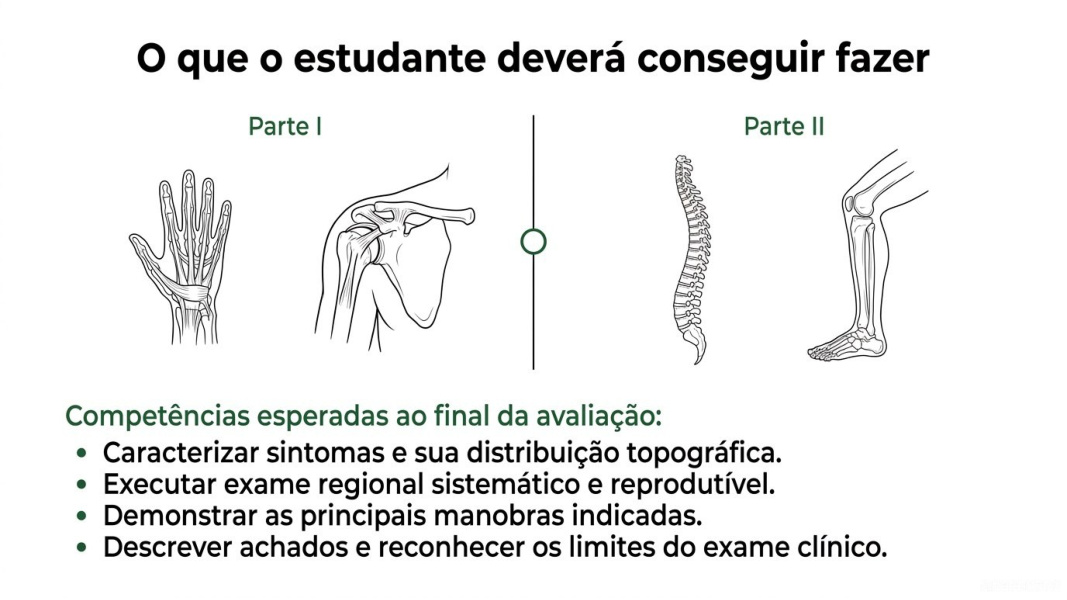 O que o estudante deverá conseguir fazer
Parte I
Parte II
Competências esperadas ao final da avaliação:
• Caracterizar sintomas e sua distribuição topográfica.
• Executar exame regional sistemático e reprodutível.
• Demonstrar as principais manobras indicadas.
• Descrever achados e reconhecer os limites do exame clínico.